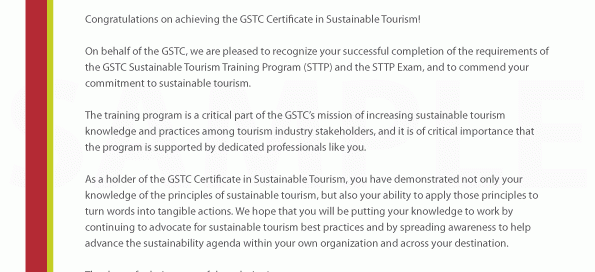 Congratulations on achieving the GSTC Certificate in Sustainable Tourism!
On behalf of the GSTC, we are pleased to recognize your successful completion of the requirements of
the GSTC Sustainable Tourism Training Program (STTP) and the STTP Exam, and to commend your
commitment to sustainable tourism.
The training program is a critical part of the GSTC's mission of increasing sustainable tourism
knowledge and practices among tourism industry stakeholders, and it is of critical importance that
the program is supported by dedicated professionals like you.
As a holder of the GSTC Certificate in Sustainable Tourism, you have demonstrated not only your
knowledge of the principles of sustainable tourism, but also your ability to apply those principles to
turn words into tangible actions. We hope that you will be putting your knowledge to work by
continuing to advocate for sustainable tourism best practices and by spreading awareness to help
advance the sustainability agenda within your own organization and across your destination.